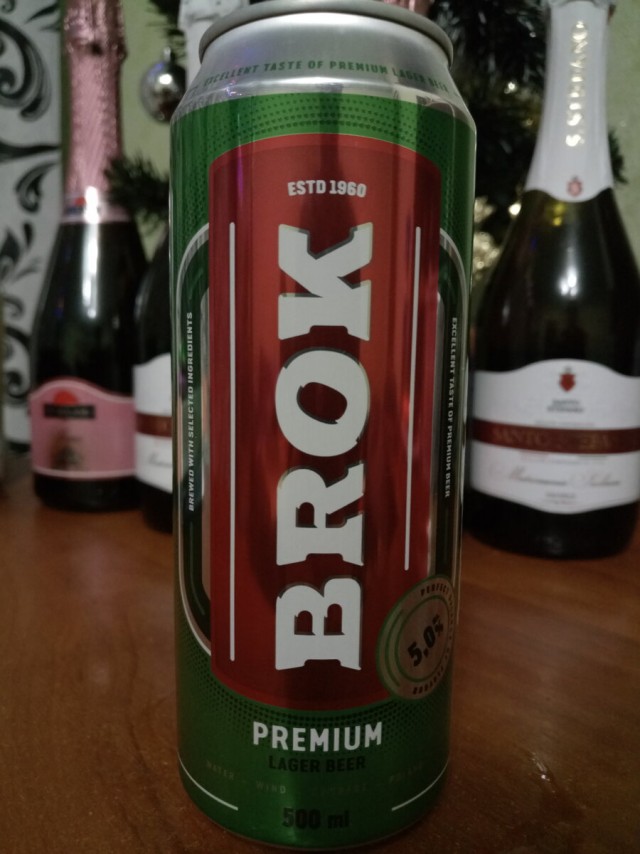 EXCELLENT TASTE OF PREMIUM LAGER BEER
ESTD 1960
BROK
BREWED WITH SELECTED INGREDIENTS
EXCELLENT TASTE OF PREMIUM BEER
PERFECT
5,0%
PREMIUM
LAGER BEER
500 ml